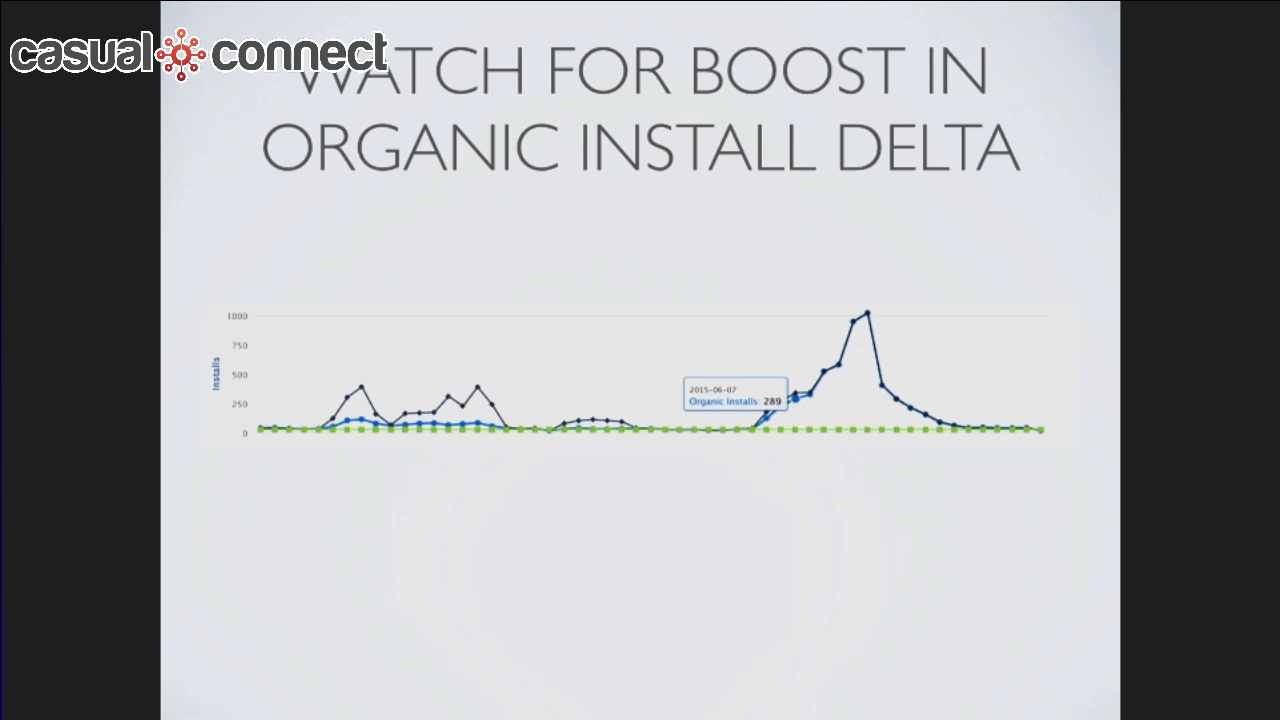 casual connect
WATCH FOR BOOST IN
ORGANIC INSTALL DELTA
1000
750
500
250
0
Installs
2015-06-07
Organic Installs: 289